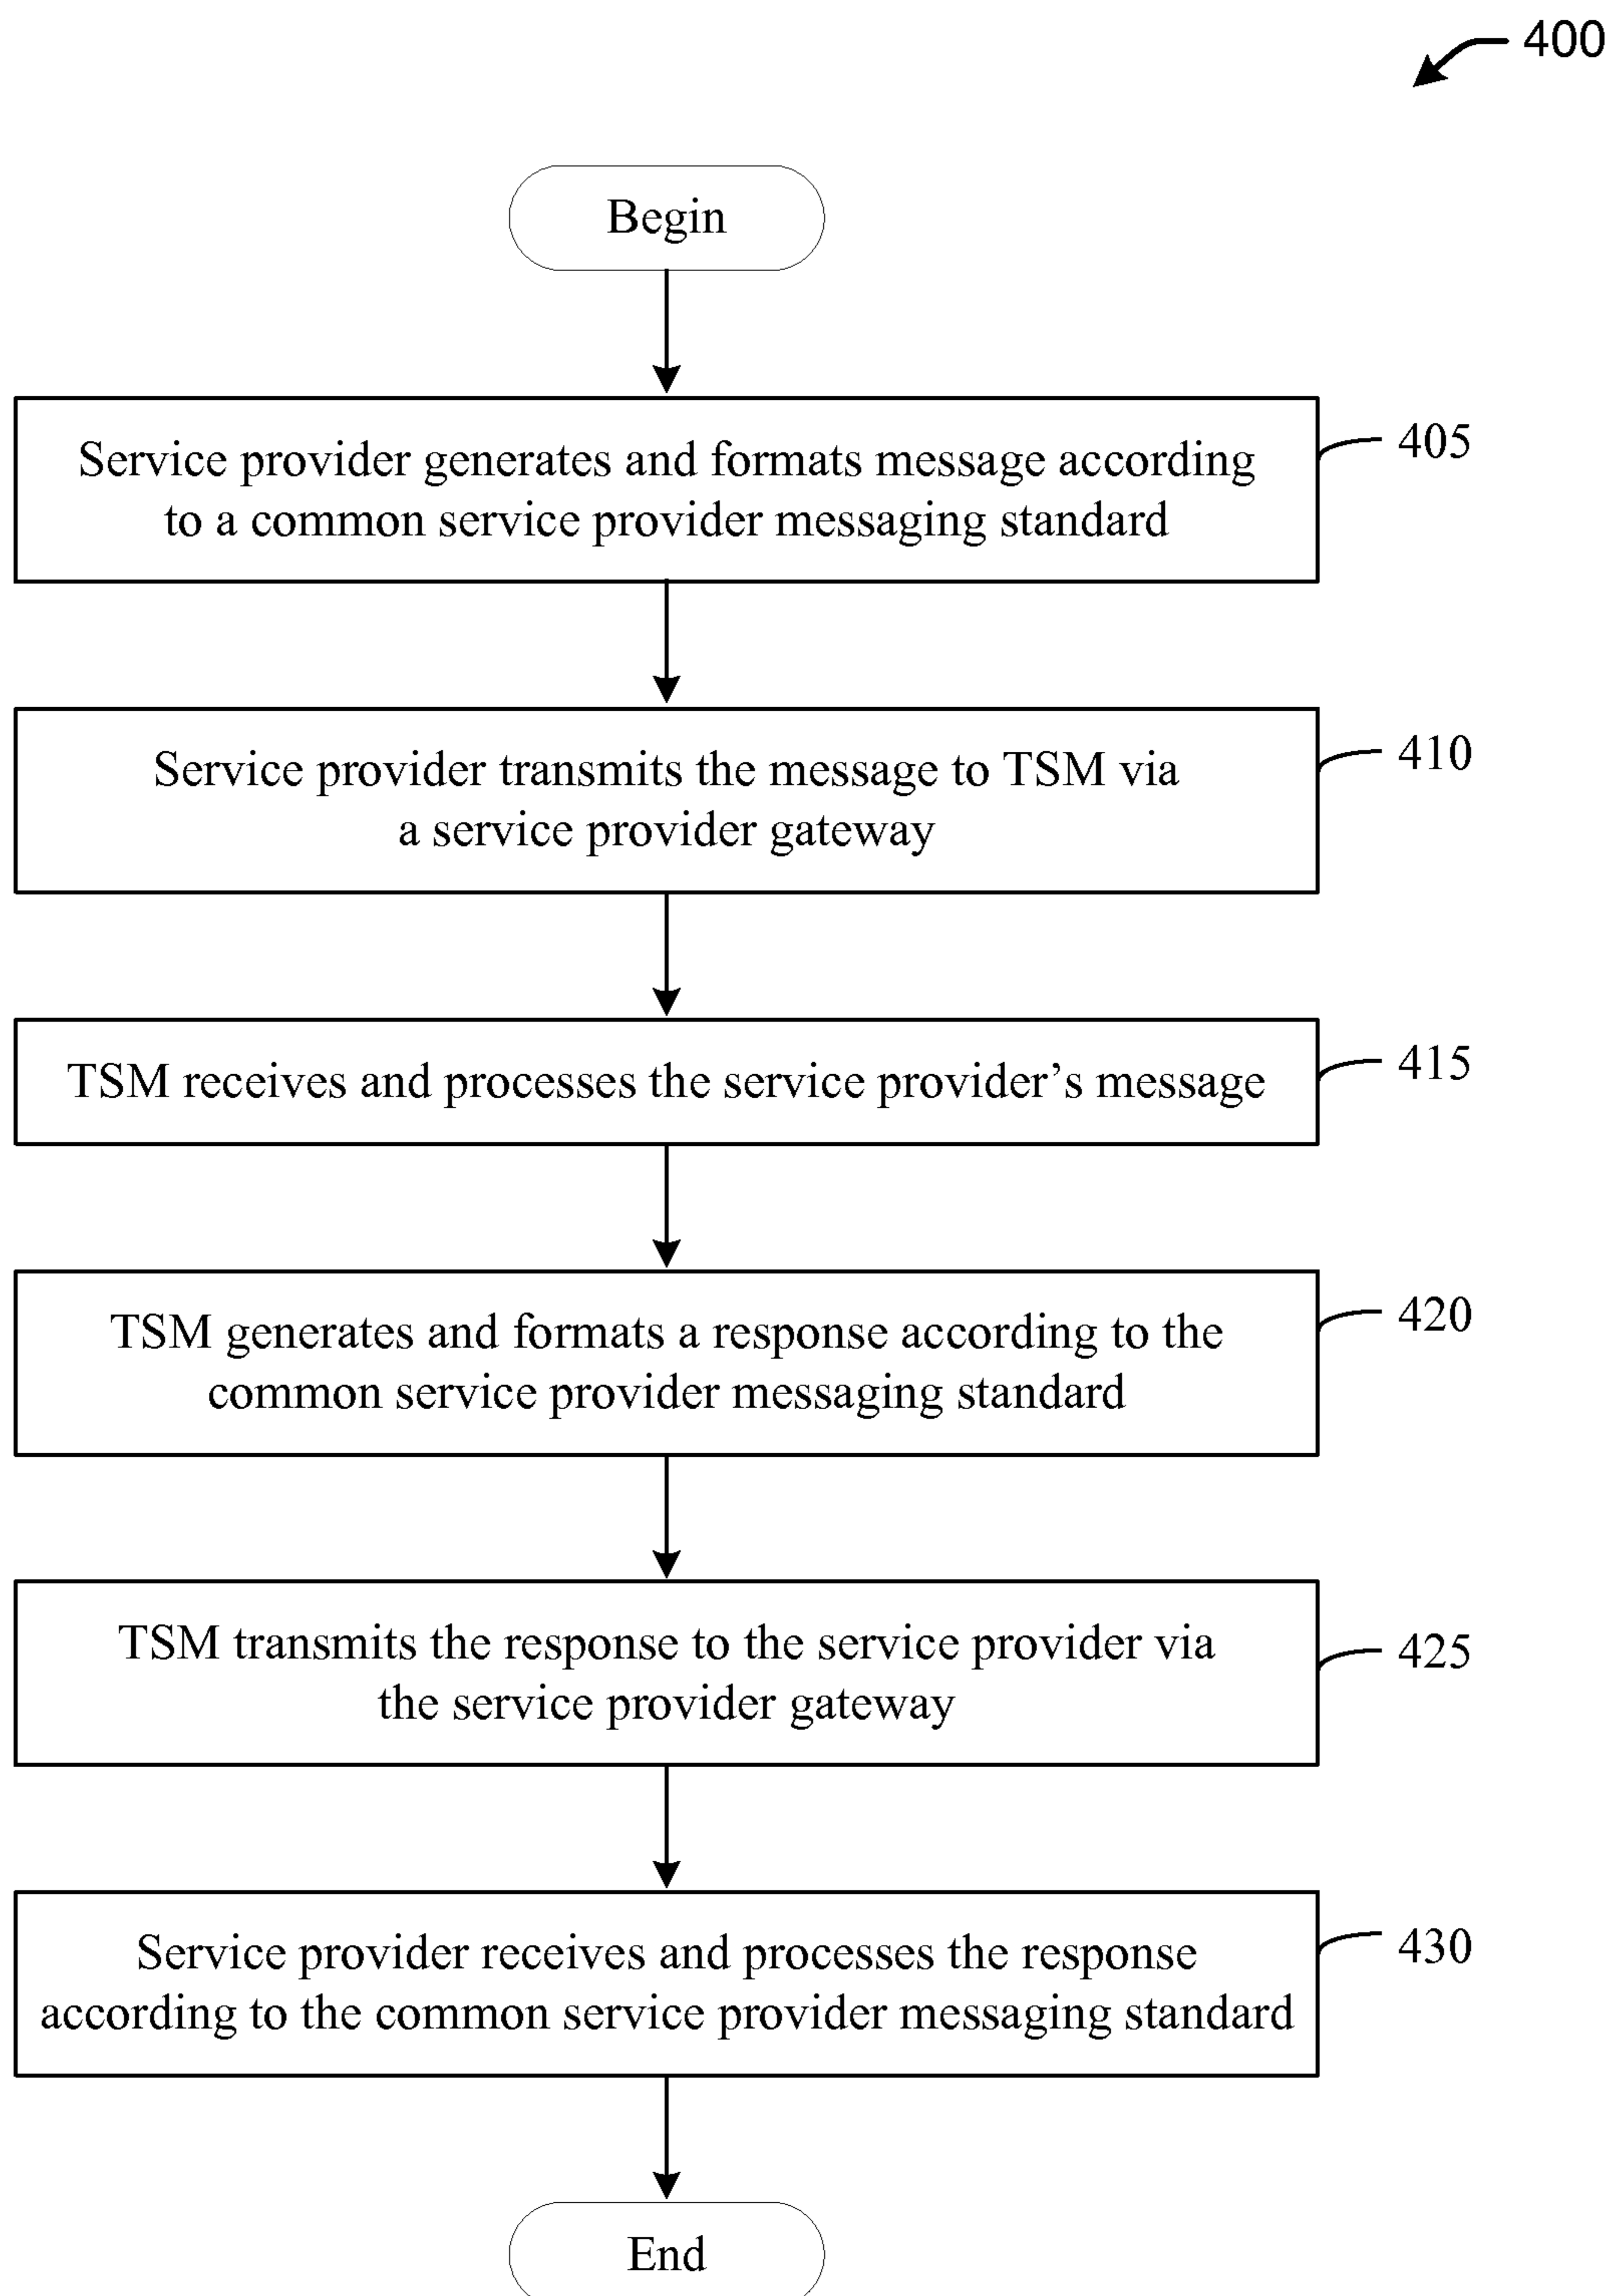 400
Begin
Service provider generates and formats message according
to a common service provider messaging standard
405
Service provider transmits the message to TSM via
a service provider gateway
410
TSM receives and processes the service provider’s message
415
TSM generates and formats a response according to the
common service provider messaging standard
420
TSM transmits the response to the service provider via
the service provider gateway
425
Service provider receives and processes the response
according to the common service provider messaging standard
430
End